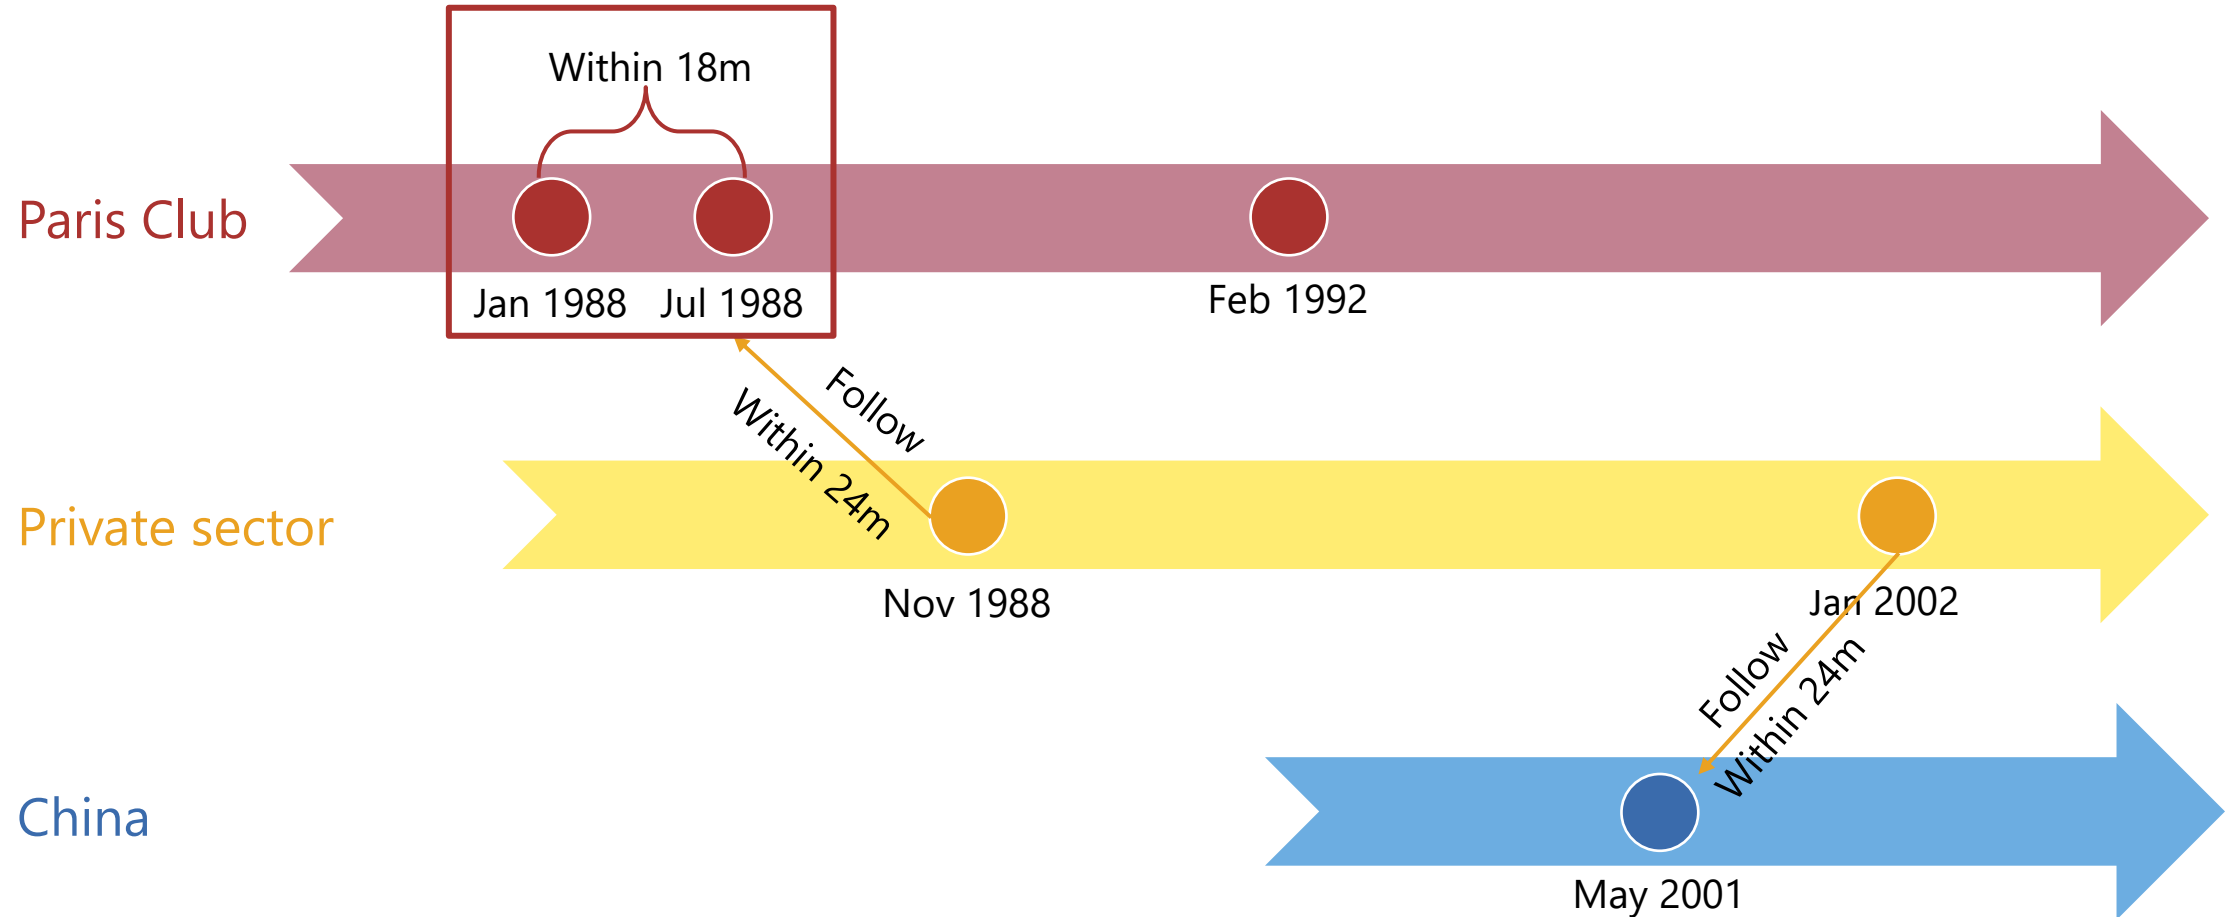 Within 18m
Paris Club
Jan 1988
Jul 1988
Feb 1992
Follow
Within 24m
Private sector
Nov 1988
Jan 2002
Follow
Within 24m
China
May 2001